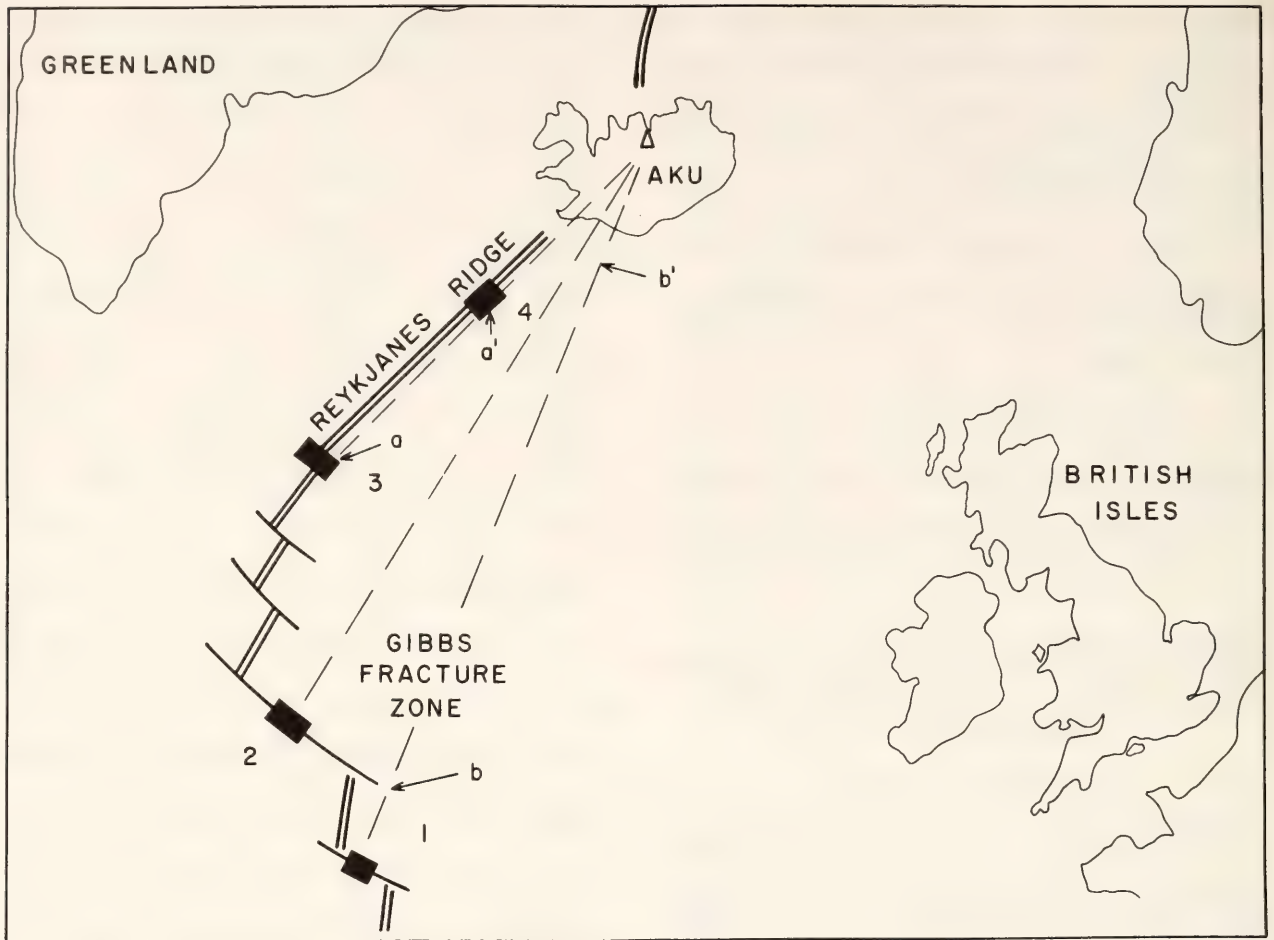 GREENLAND
AKU
REYKJANES RIDGE
b'
4
a'
a
3
BRITISH
ISLES
GIBBS
FRACTURE
ZONE
2
b
1